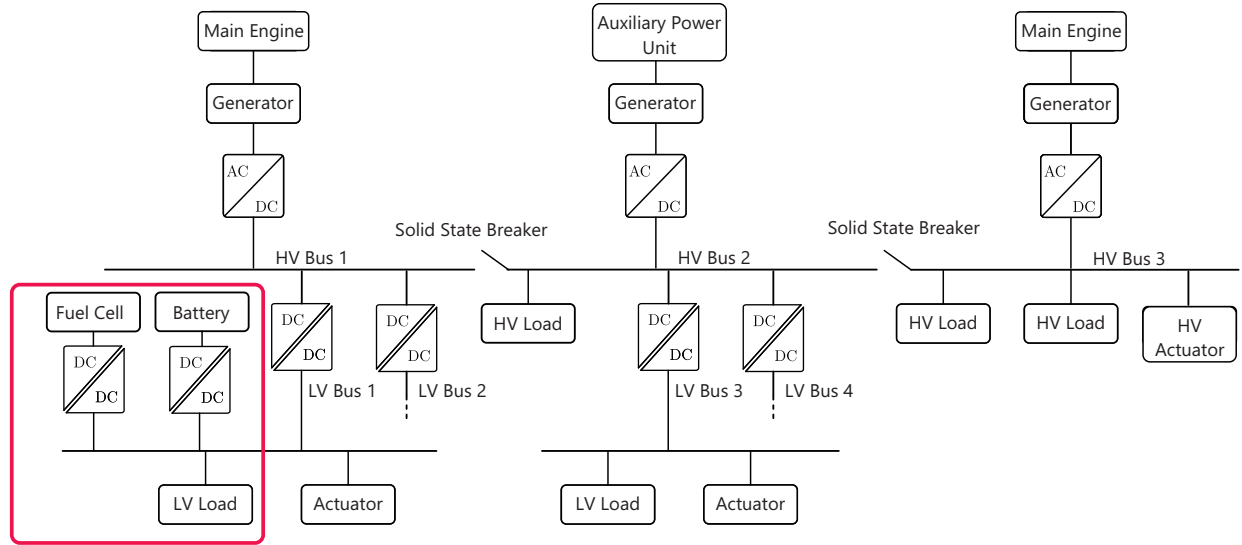 Main Engine
Auxiliary Power
Unit
Main Engine
Generator
Generator
Generator
AC
DC
AC
DC
AC
DC
Solid State Breaker
Solid State Breaker
HV Bus 1
HV Bus 2
HV Bus 3
Fuel Cell
Battery
DC
DC
DC
DC
HV Load
DC
DC
DC
DC
HV Load
HV Load
HV
Actuator
DC
DC
DC
DC
LV Bus 1
LV Bus 2
LV Bus 3
LV Bus 4
LV Load
Actuator
LV Load
Actuator